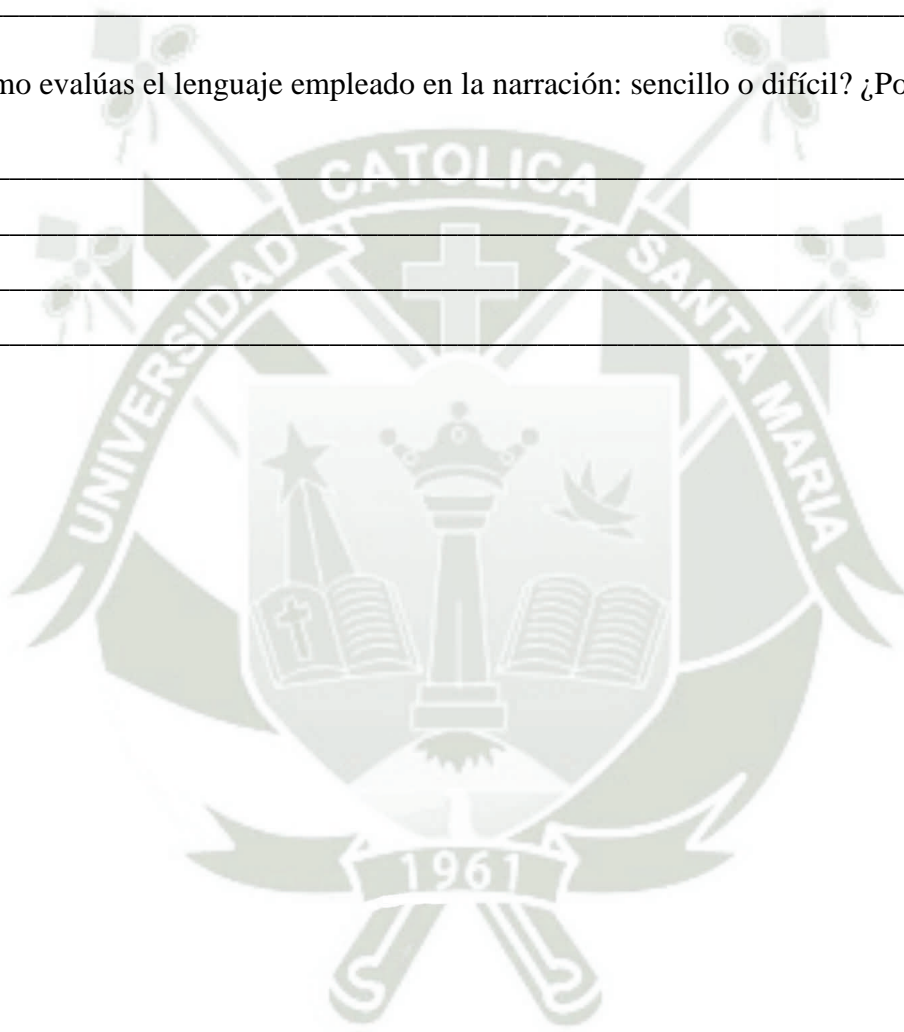 mo evalúas el lenguaje empleado en la narración: sencillo o difícil? ¿Po
UNIVERSIDAD CATOLICA SANTA MARIA
1961